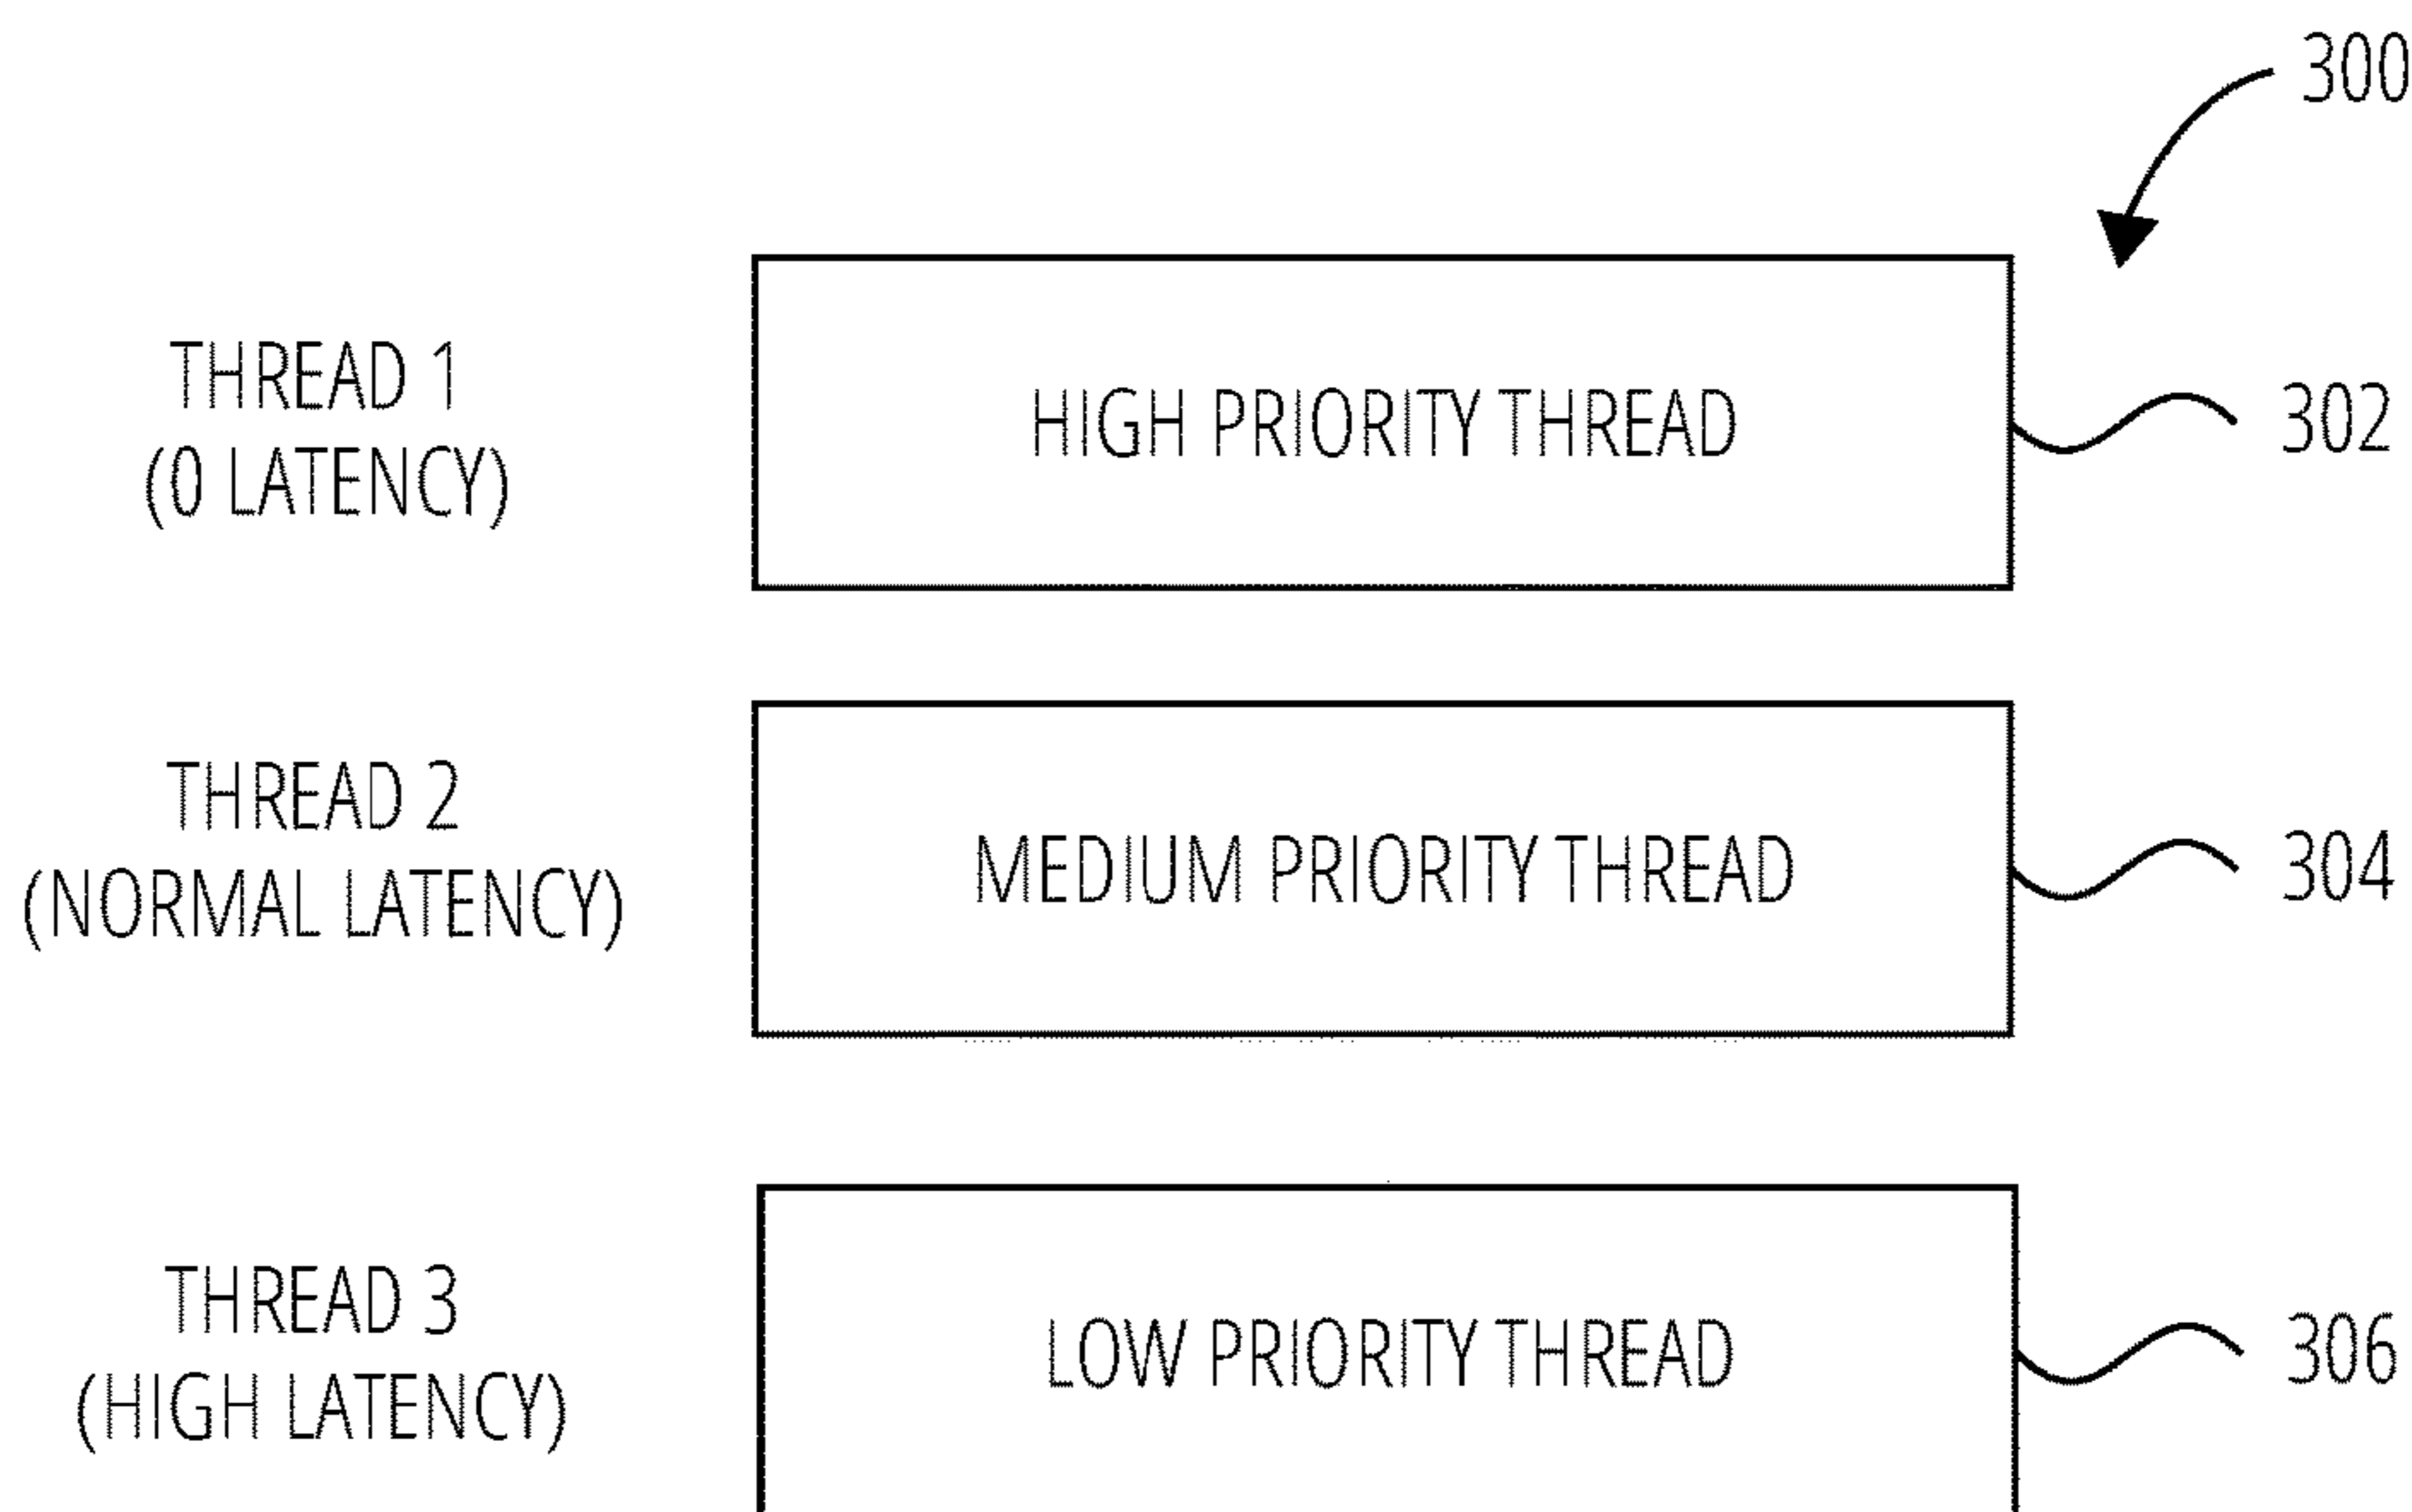 300
THREAD 1
(0 LATENCY)
HIGH PRIORITY THREAD
302
THREAD 2
(NORMAL LATENCY)
MEDIUM PRIORITY THREAD
304
THREAD 3
(HIGH LATENCY)
LOW PRIORITY THREAD
306